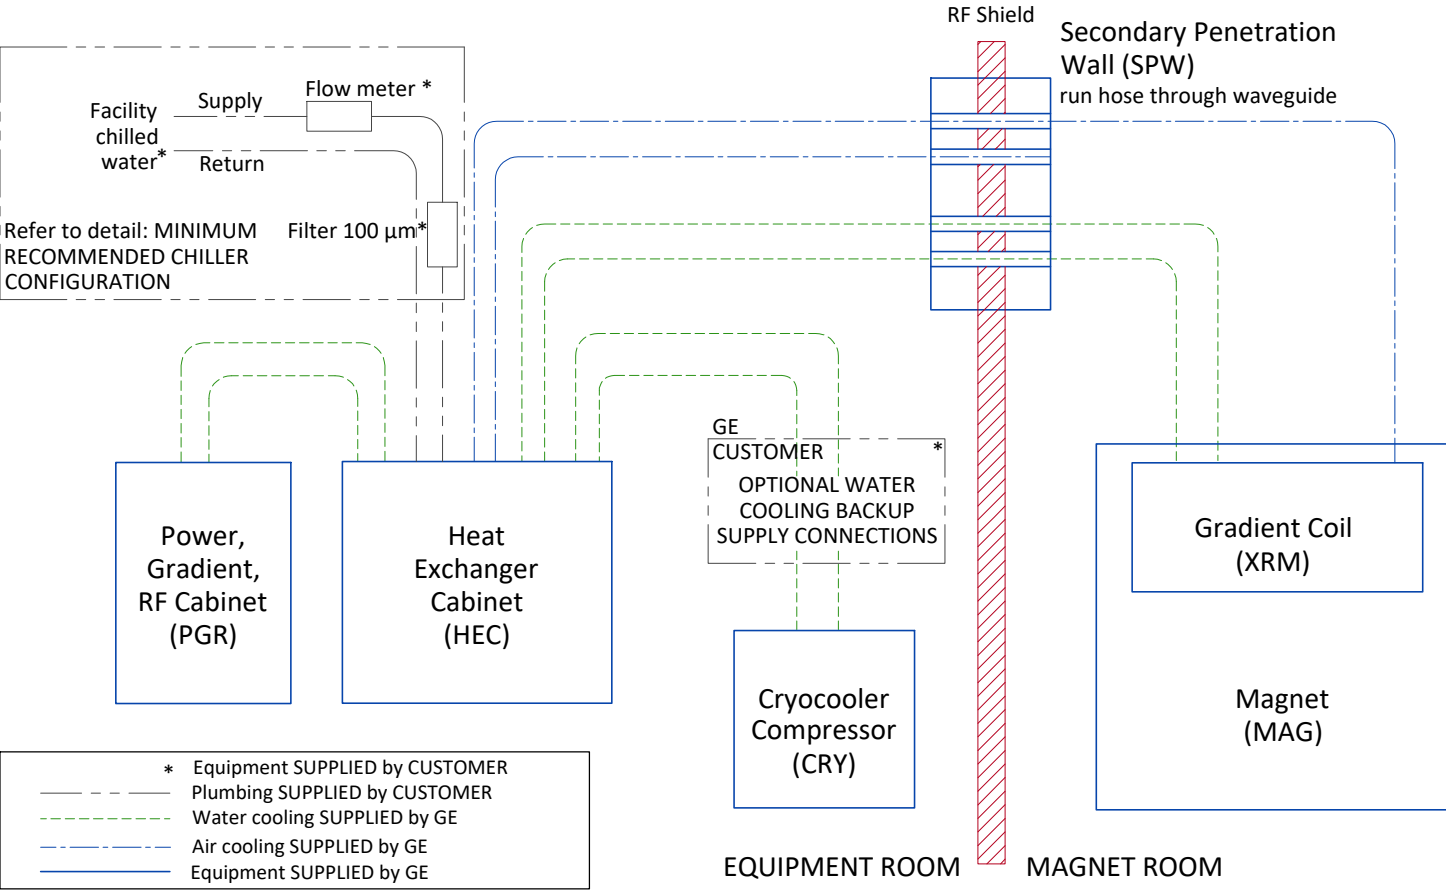 RF Shield
Secondary Penetration
Wall (SPW)
run hose through waveguide
Supply
Flow meter *
Facility
chilled
water*
Return
Refer to detail: MINIMUM
RECOMMENDED CHILLER
CONFIGURATION
Filter 100 µm*
GE
CUSTOMER *
OPTIONAL WATER
COOLING BACKUP
SUPPLY CONNECTIONS
Power,
Gradient,
RF Cabinet
(PGR)
Heat
Exchanger
Cabinet
(HEC)
Gradient Coil
(XRM)
Cryocooler
Compressor
(CRY)
Magnet
(MAG)
* Equipment SUPPLIED by CUSTOMER
Plumbing SUPPLIED by CUSTOMER
Water cooling SUPPLIED by GE
Air cooling SUPPLIED by GE
Equipment SUPPLIED by GE
EQUIPMENT ROOM
MAGNET ROOM